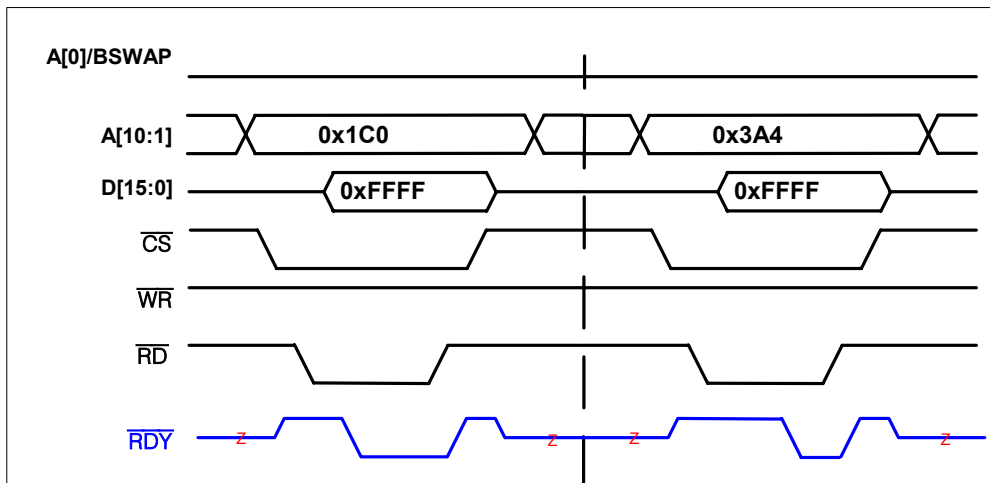 A[0]/BSWAP
A[10:1] 0x1C0 0x3A4
D[15:0] 0xFFFF 0xFFFF
CS
WR
RD
RDY Z Z Z Z